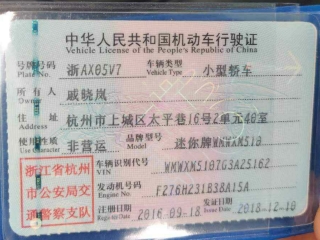 中华人民共和国机动车行驶证
Vehicle License of the People's Republic of China
号牌号码 浙AX05V7 车辆类型 小型轿车
Plate No. Vehicle Type
所有人 戚晓岚
Owner
住址 杭州市上城区太平巷16号2单元40室
Address
使用性质 非营运 品牌型号 迷你牌WMWXM510
Use Character Model
浙江省杭州 车辆识别代号 WMWXM5107G3A25162
VIN
市公安局交 发动机号码 F276H231B38A15A
Engine No.
通警察支队 注册日期 2016-09-18 发证日期 2018-12-10
Register Date Issue Date